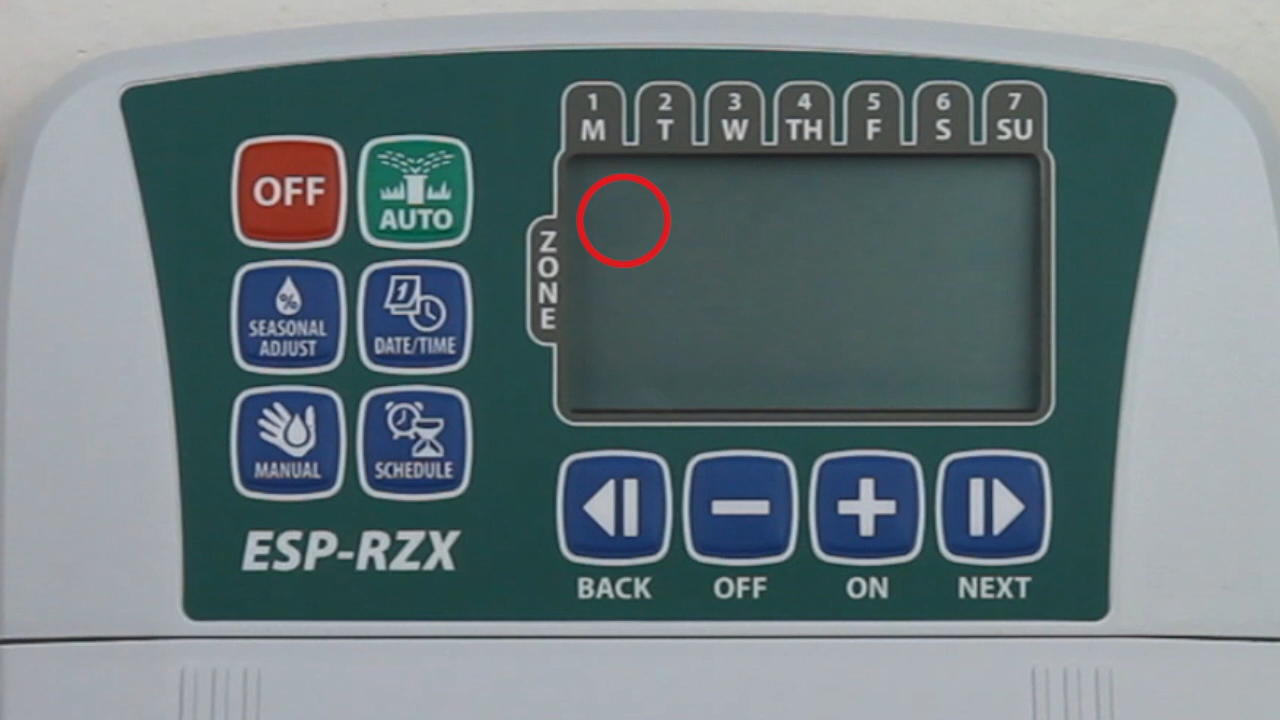 1 2 3 4 5 6 7
M T W TH F S SU
OFF
AUTO
ZONE
%
SEASONAL
ADJUST
1
DATE/TIME
MANUAL
SCHEDULE
ESP-RZX
BACK OFF ON NEXT